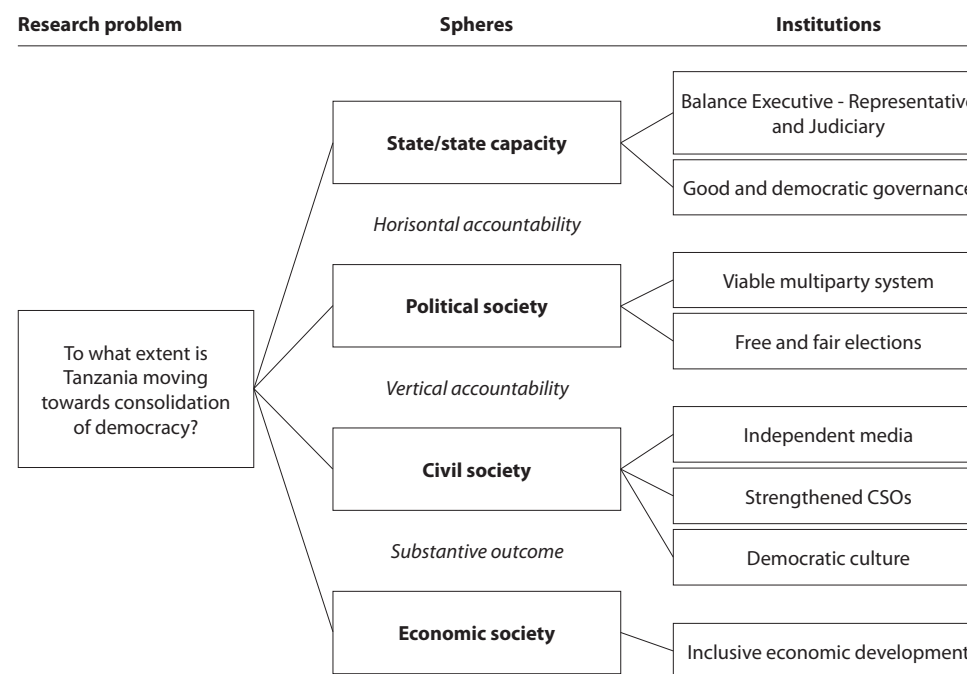 Research problem
Spheres
Institutions
To what extent is
Tanzania moving
towards consolidation
of democracy?
State/state capacity
Horisontal accountability
Political society
Vertical accountability
Civil society
Substantive outcome
Economic society
Balance Executive - Representative
and Judiciary
Good and democratic governance
Viable multiparty system
Free and fair elections
Independent media
Strengthened CSOs
Democratic culture
Inclusive economic development